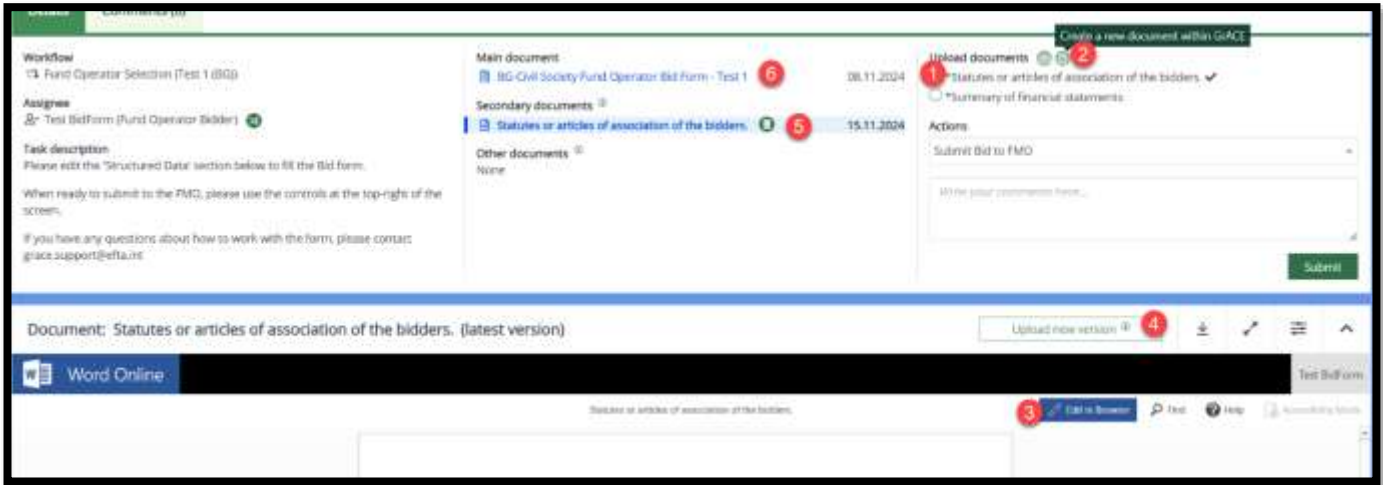 Details
Comments (0)
Create a new document within GrACE
Workflow
Fund Operator Selection (Test 1 (BG))
Assignee
Test BidForm (Fund Operator Bidder)
Task description
Please edit the 'Structured Data' section below to fill the Bid form.
When ready to submit to the FMO, please use the controls at the top-right of the
screen.
If you have any questions about how to work with the form, please contact
grace.support@efta.int
Main document
BG-Civil Society Fund Operator Bid Form - Test 1 6 08.11.2024
Secondary documents
Statutes or articles of association of the bidders. 5 15.11.2024
Other documents
None
Upload documents 2
1 *Statutes or articles of association of the bidders
*Summary of financial statements
Actions
Submit Bid to FMO
Write your comments here...
Submit
Document: Statutes or articles of association of the bidders. (latest version)
Upload new version 4
Word Online
Test BidForm
Statutes or articles of association of the bidders.
3 Edit in Browser Find Help Accessibility Mode